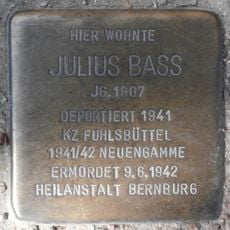 HIER WOHNTE
JULIUS BASS
JG. 1907
DEPORTIERT 1941
KZ FUHLSBÜTTEL
1941/42 NEUENGAMME
ERMORDET 9.6.1942
HEILANSTALT BERNBURG